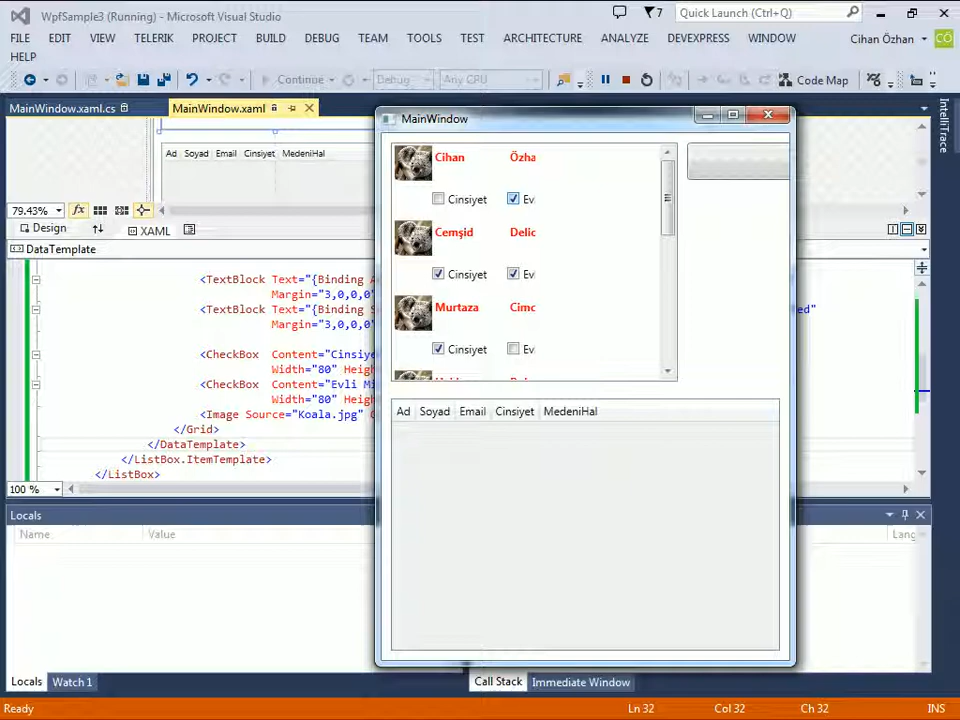 WpfSample3 (Running) - Microsoft Visual Studio
7
Quick Launch (Ctrl+Q)
FILE EDIT VIEW TELERIK PROJECT BUILD DEBUG TEAM TOOLS TEST ARCHITECTURE ANALYZE DEVEXPRESS WINDOW
Cihan Özhan
CÖ
HELP
Continue Debug Any CPU Code Map
MainWindow.xaml.cs MainWindow.xaml
IntelliTrace
Ad Soyad Email Cinsiyet MedeniHal
79.43%
Design XAML
DataTemplate
<TextBlock Text="{Binding A
Margin="3,0,0,0"
<TextBlock Text="{Binding S
ed"
Margin="3,0,0,0"
<CheckBox Content="Cinsiye
Width="80" Heigh
<CheckBox Content="Evli Mi
Width="80" Heigh
<Image Source="Koala.jpg" G
</Grid>
</DataTemplate>
</ListBox.ItemTemplate>
</ListBox>
100 %
MainWindow
Cihan Özha
Cinsiyet Ev
Cemşid Delic
Cinsiyet Ev
Murtaza Cimc
Cinsiyet Ev
Ad Soyad Email Cinsiyet MedeniHal
Locals
Name Value Lang
Locals Watch 1 Call Stack Immediate Window
Ready Ln 32 Col 32 Ch 32 INS